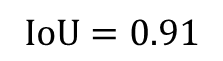 IoU = 0.91